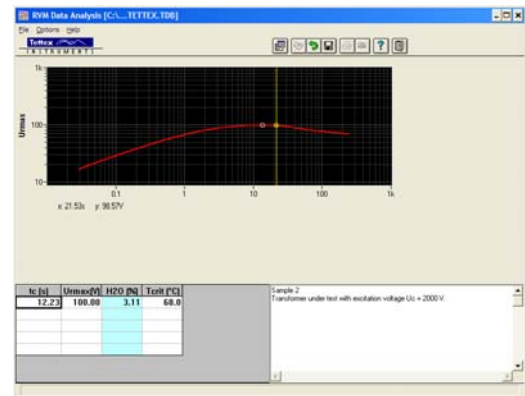 RVM Data Analysis [C:\...TETTEX.TDB]
File Options Help
Tettex
INSTRUMENTS
1k
100
10
Urmax
0.1 1 10 100 1k
x: 21.53s y: 98.57V
tc [s] Urmax[V] H2O [%] Tcrit [°C]
12.23 100.00 3.11 68.0
Sample 2
Transformer under test with excitation voltage Uc = 2000 V.